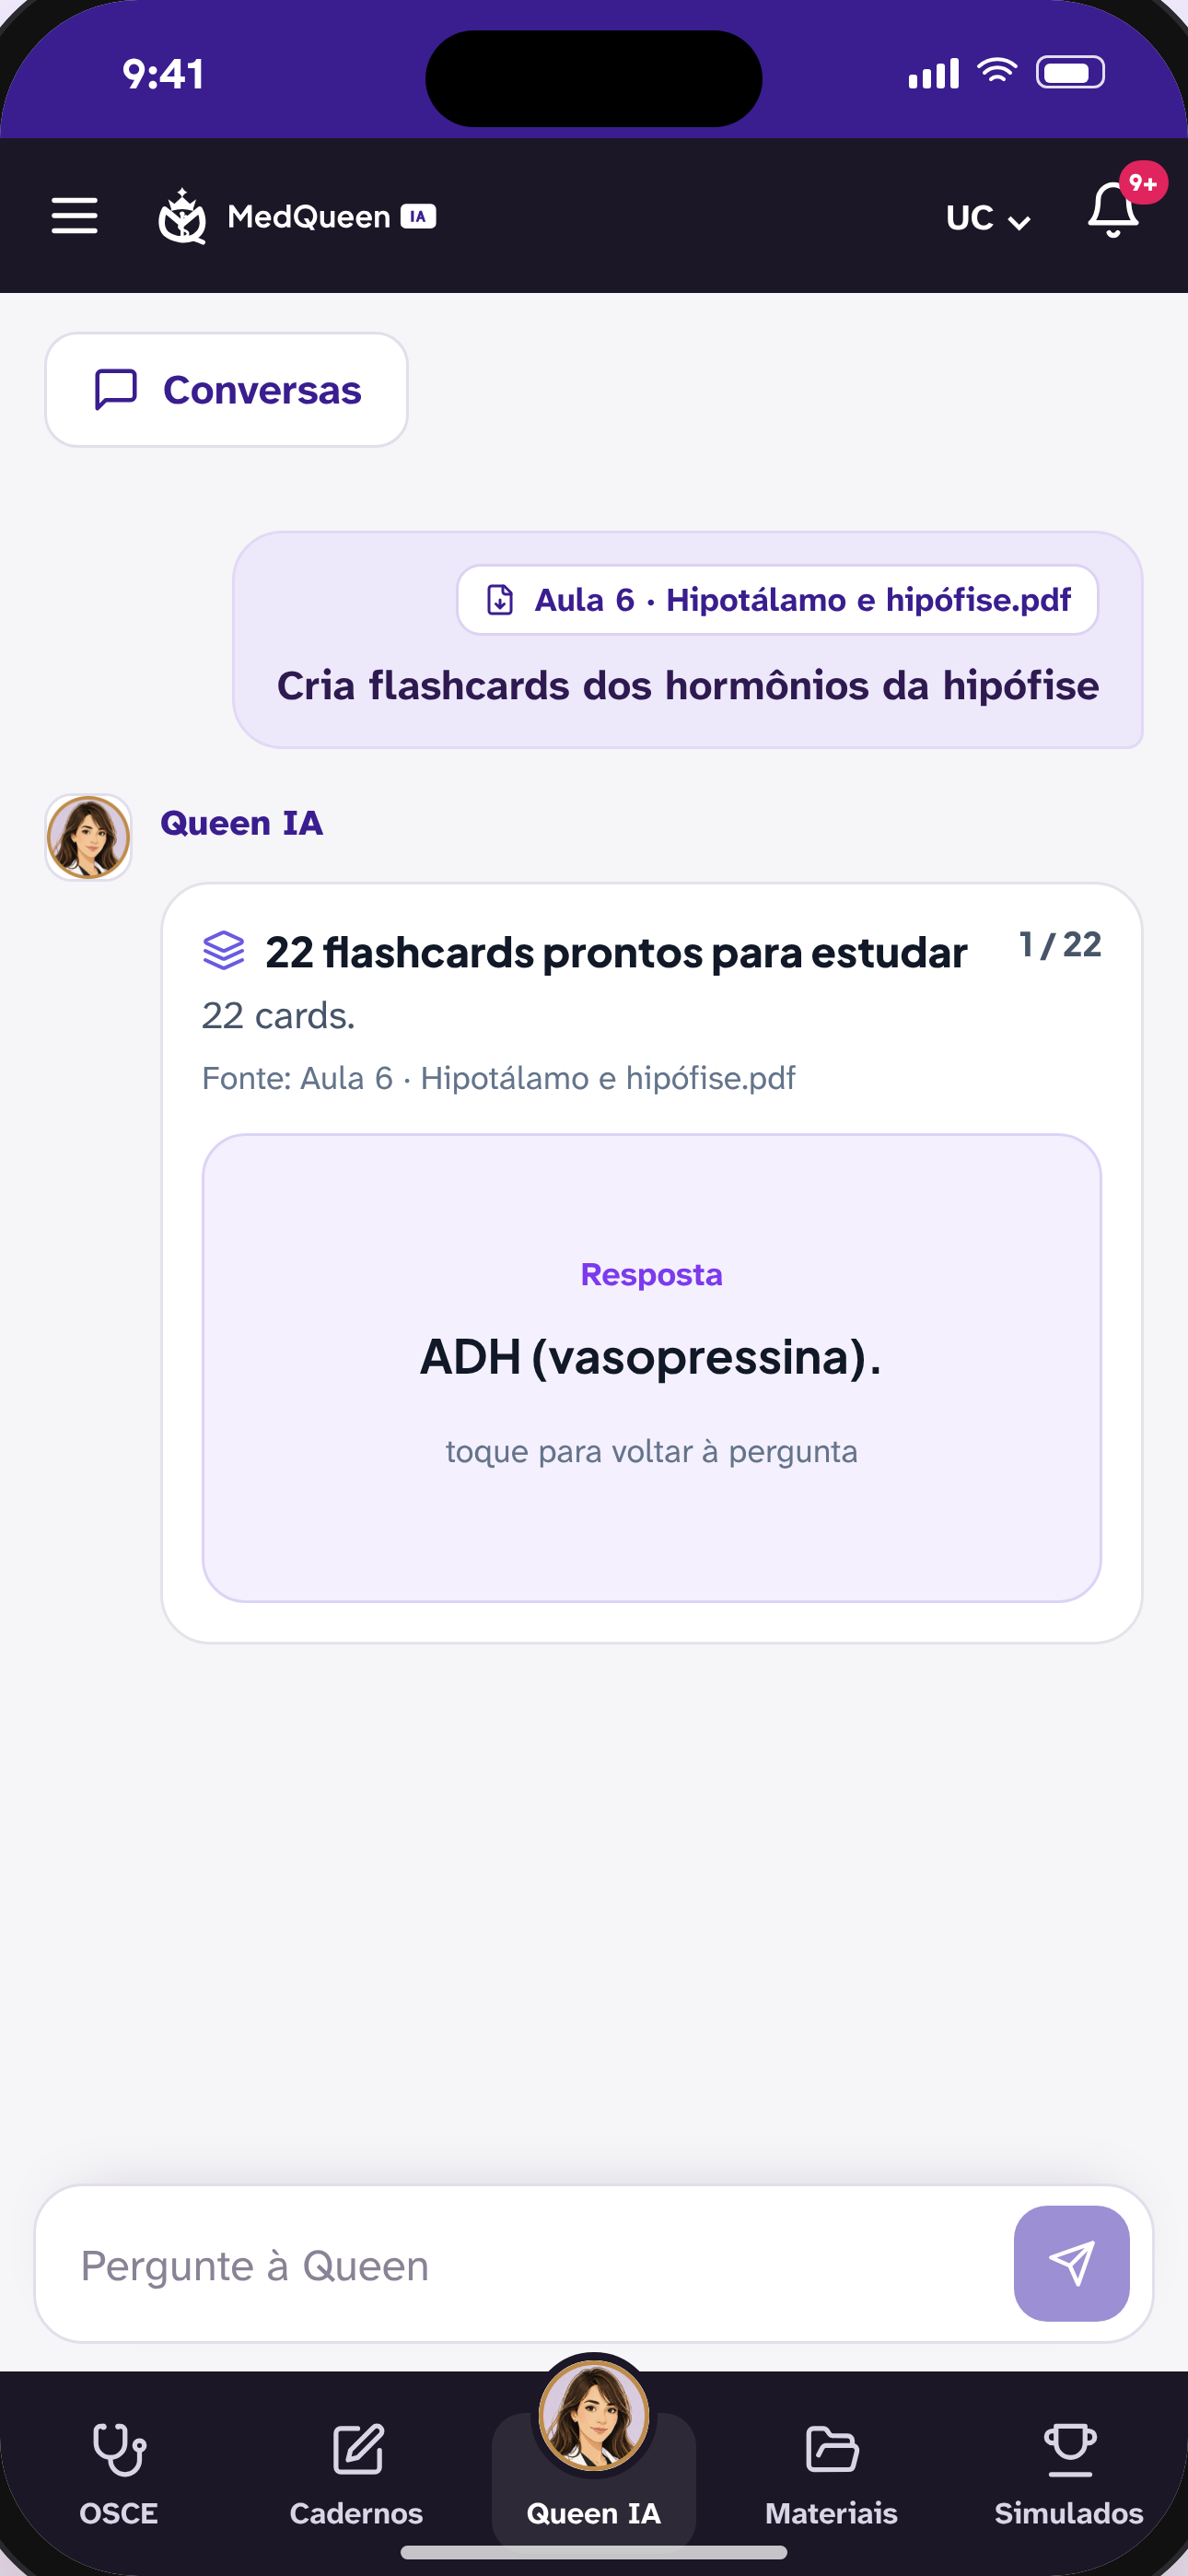 9:41
MedQueen IA
UC
9+
Conversas
Aula 6 · Hipotálamo e hipófise.pdf
Cria flashcards dos hormônios da hipófise
Queen IA
22 flashcards prontos para estudar
1 / 22
22 cards.
Fonte: Aula 6 · Hipotálamo e hipófise.pdf
Resposta
ADH (vasopressina).
toque para voltar à pergunta
Pergunte à Queen
OSCE
Cadernos
Queen IA
Materiais
Simulados